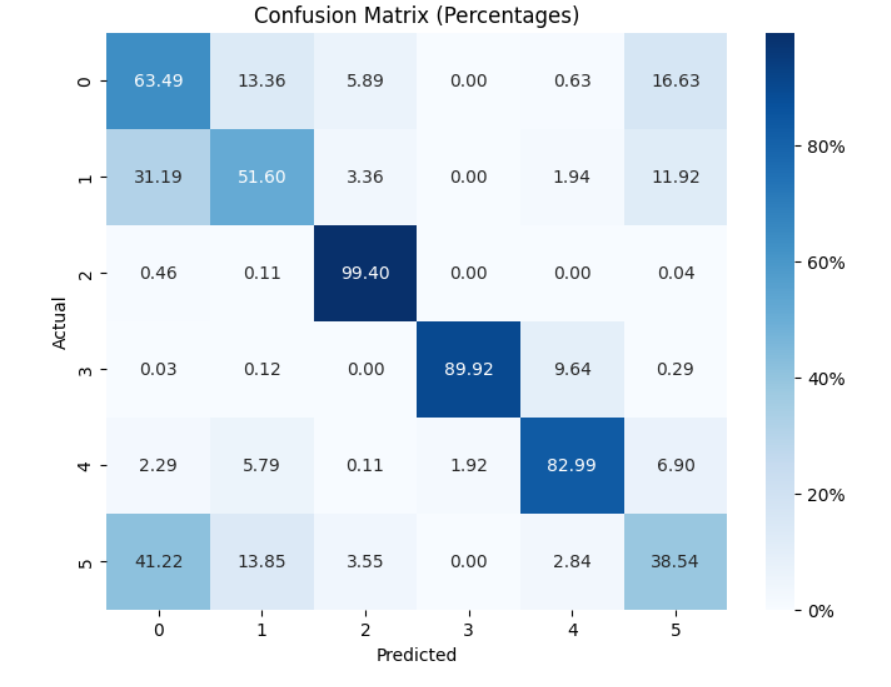 Confusion Matrix (Percentages)
0 63.49 13.36 5.89 0.00 0.63 16.63
80%
1 31.19 51.60 3.36 0.00 1.94 11.92
60%
2 0.46 0.11 99.40 0.00 0.00 0.04
Actual
3 0.03 0.12 0.00 89.92 9.64 0.29
40%
4 2.29 5.79 0.11 1.92 82.99 6.90
20%
5 41.22 13.85 3.55 0.00 2.84 38.54
0%
0 1 2 3 4 5
Predicted